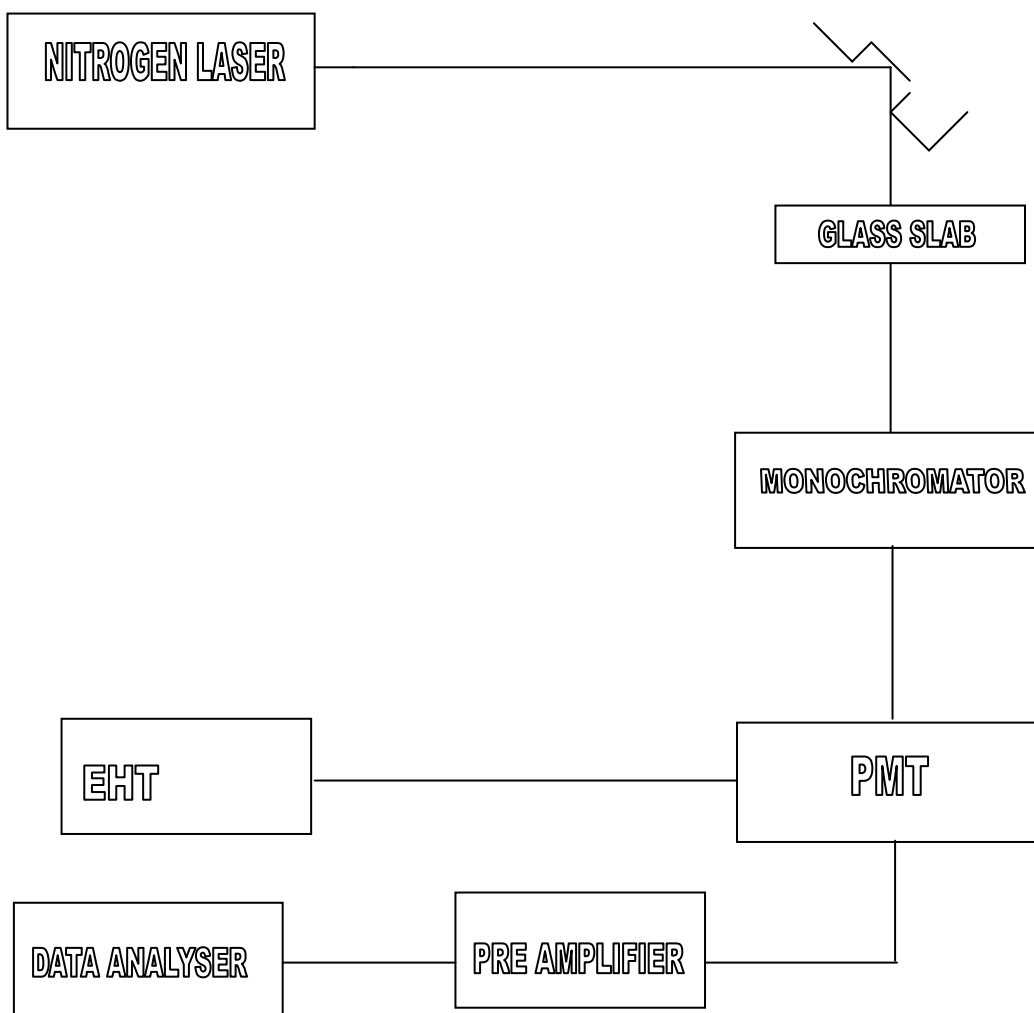 NITROGEN LASER
GLASS SLAB
MONOCHROMATOR
EHT
PMT
DATA ANALYSER
PRE AMPLIFIER